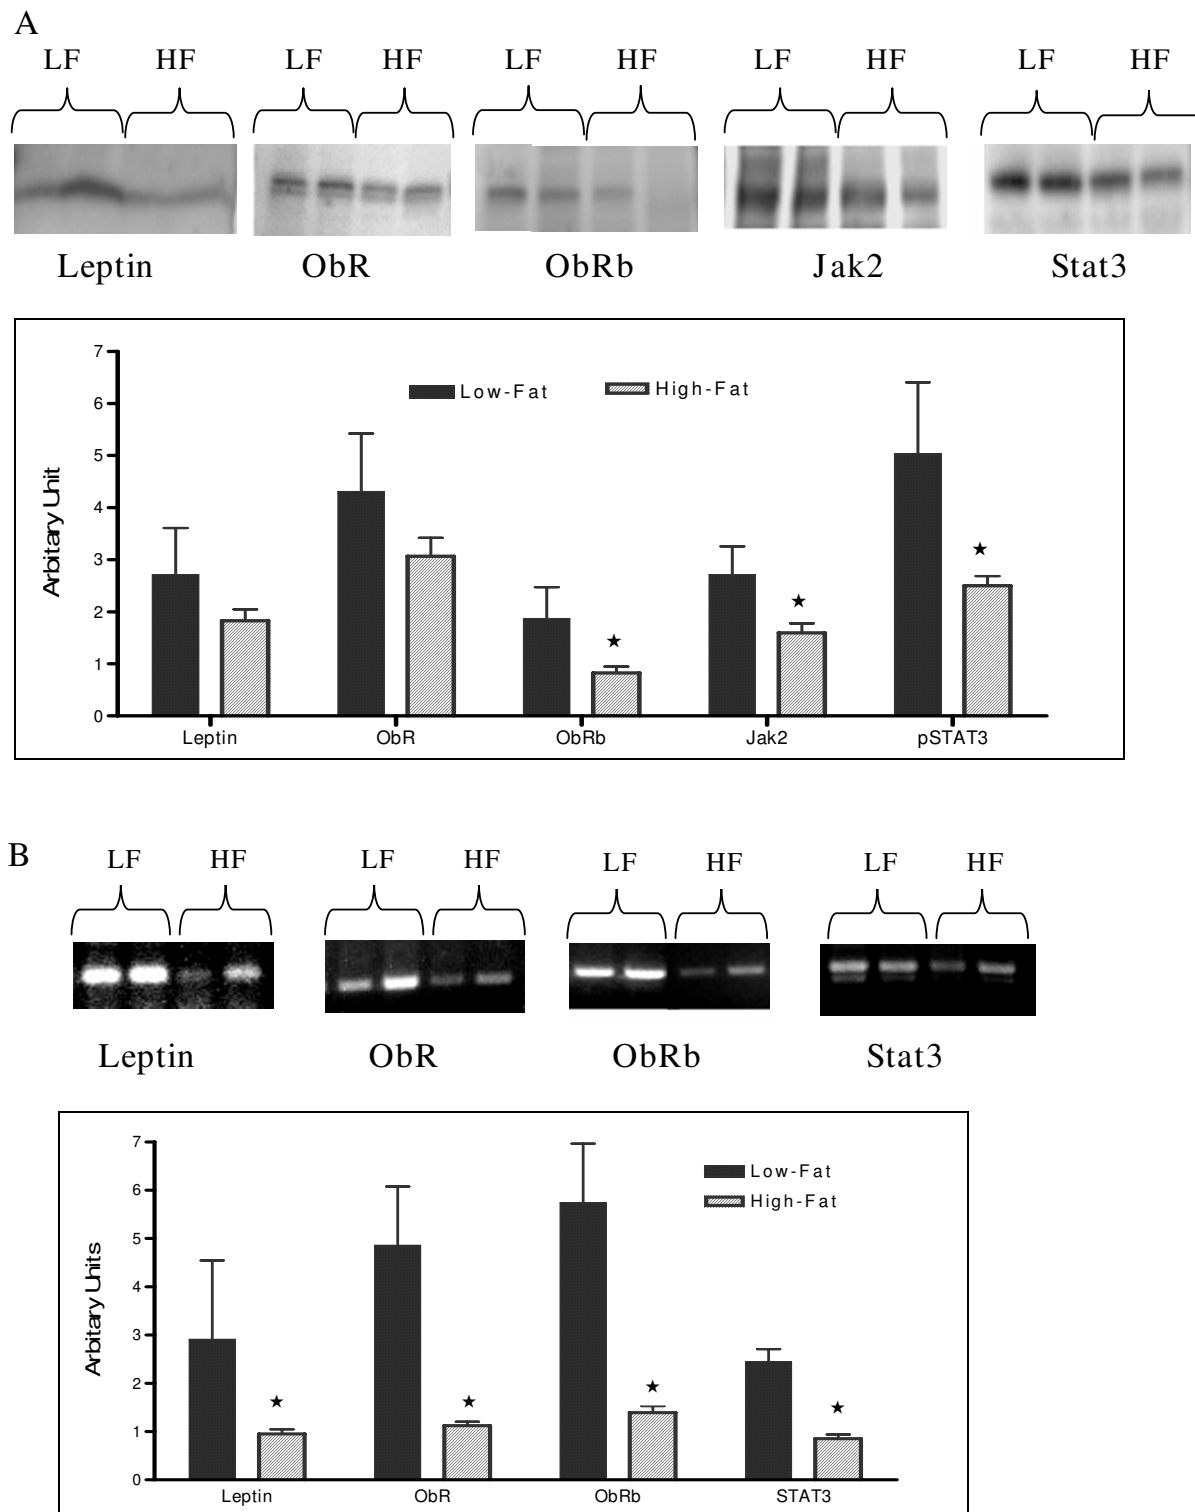 A
LF HF LF HF LF HF LF HF LF HF
Leptin ObR ObRb Jak2 Stat3
7
Low-Fat High-Fat
6
5
4
3
2
1
0
Arbitary Unit
★ ★ ★
Leptin ObR ObRb Jak2 pSTAT3
B
LF HF LF HF LF HF LF HF
Leptin ObR ObRb Stat3
7
Low-Fat
6
High-Fat
5
4
3
2
1
0
Arbitary Units
★ ★ ★ ★
Leptin ObR ObRb STAT3